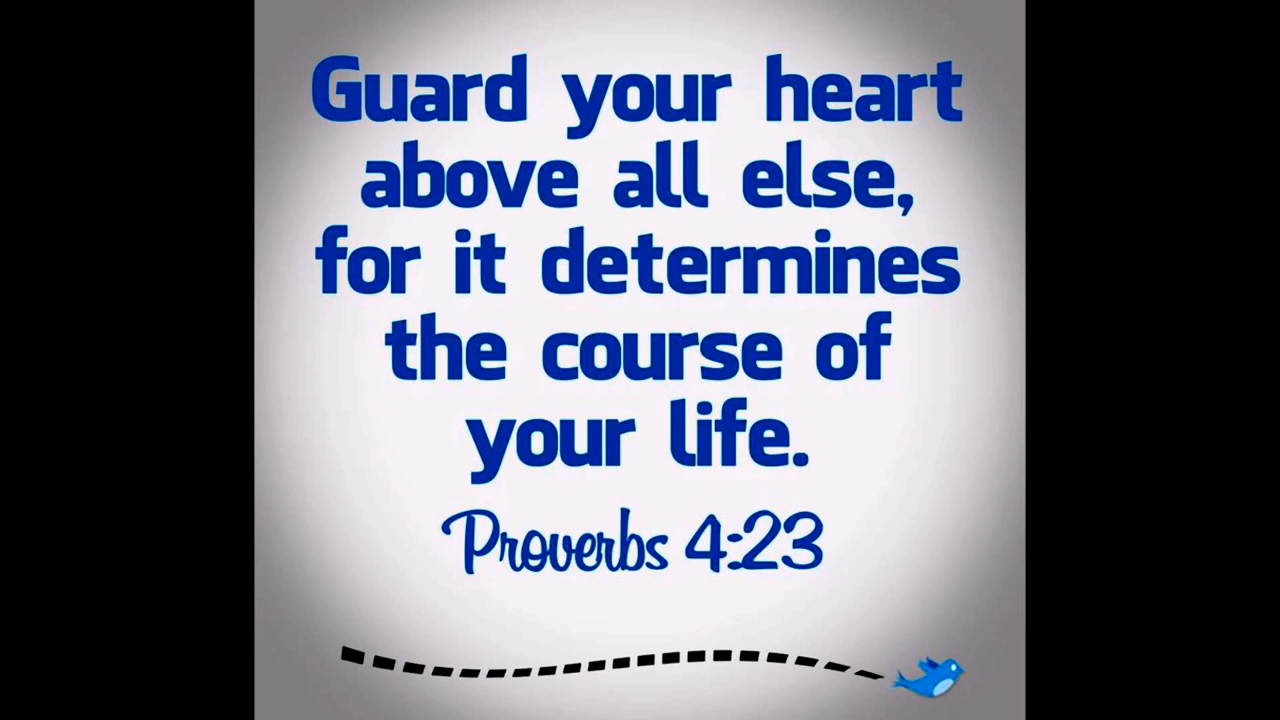 Guard your heart
above all else,
for it determines
the course of
your life.
Proverbs 4:23